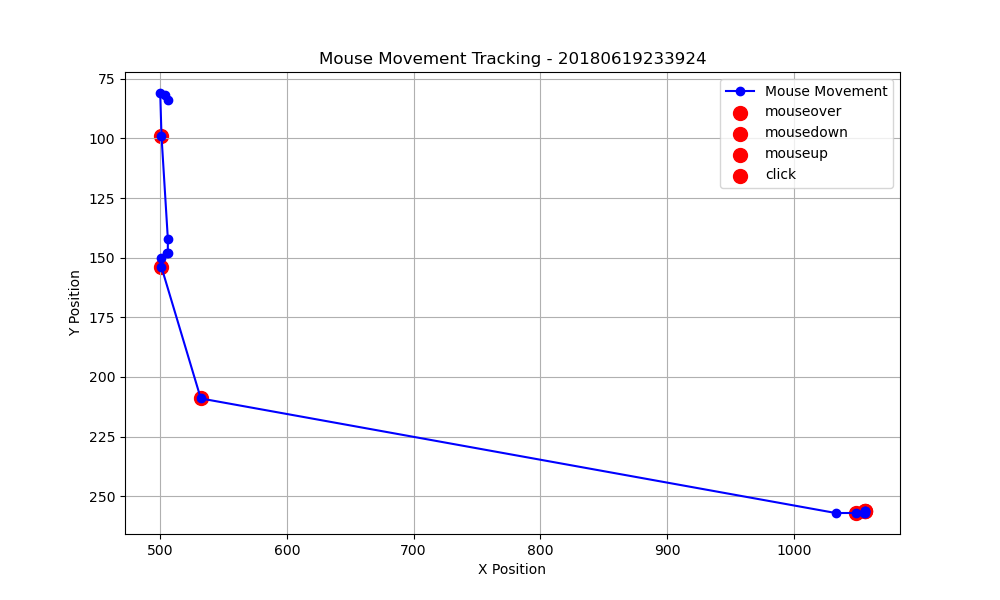 Mouse Movement Tracking - 20180619233924
Mouse Movement
mouseover
mousedown
mouseup
click
75
100
125
150
175
200
225
250
Y Position
500
600
700
800
900
1000
X Position